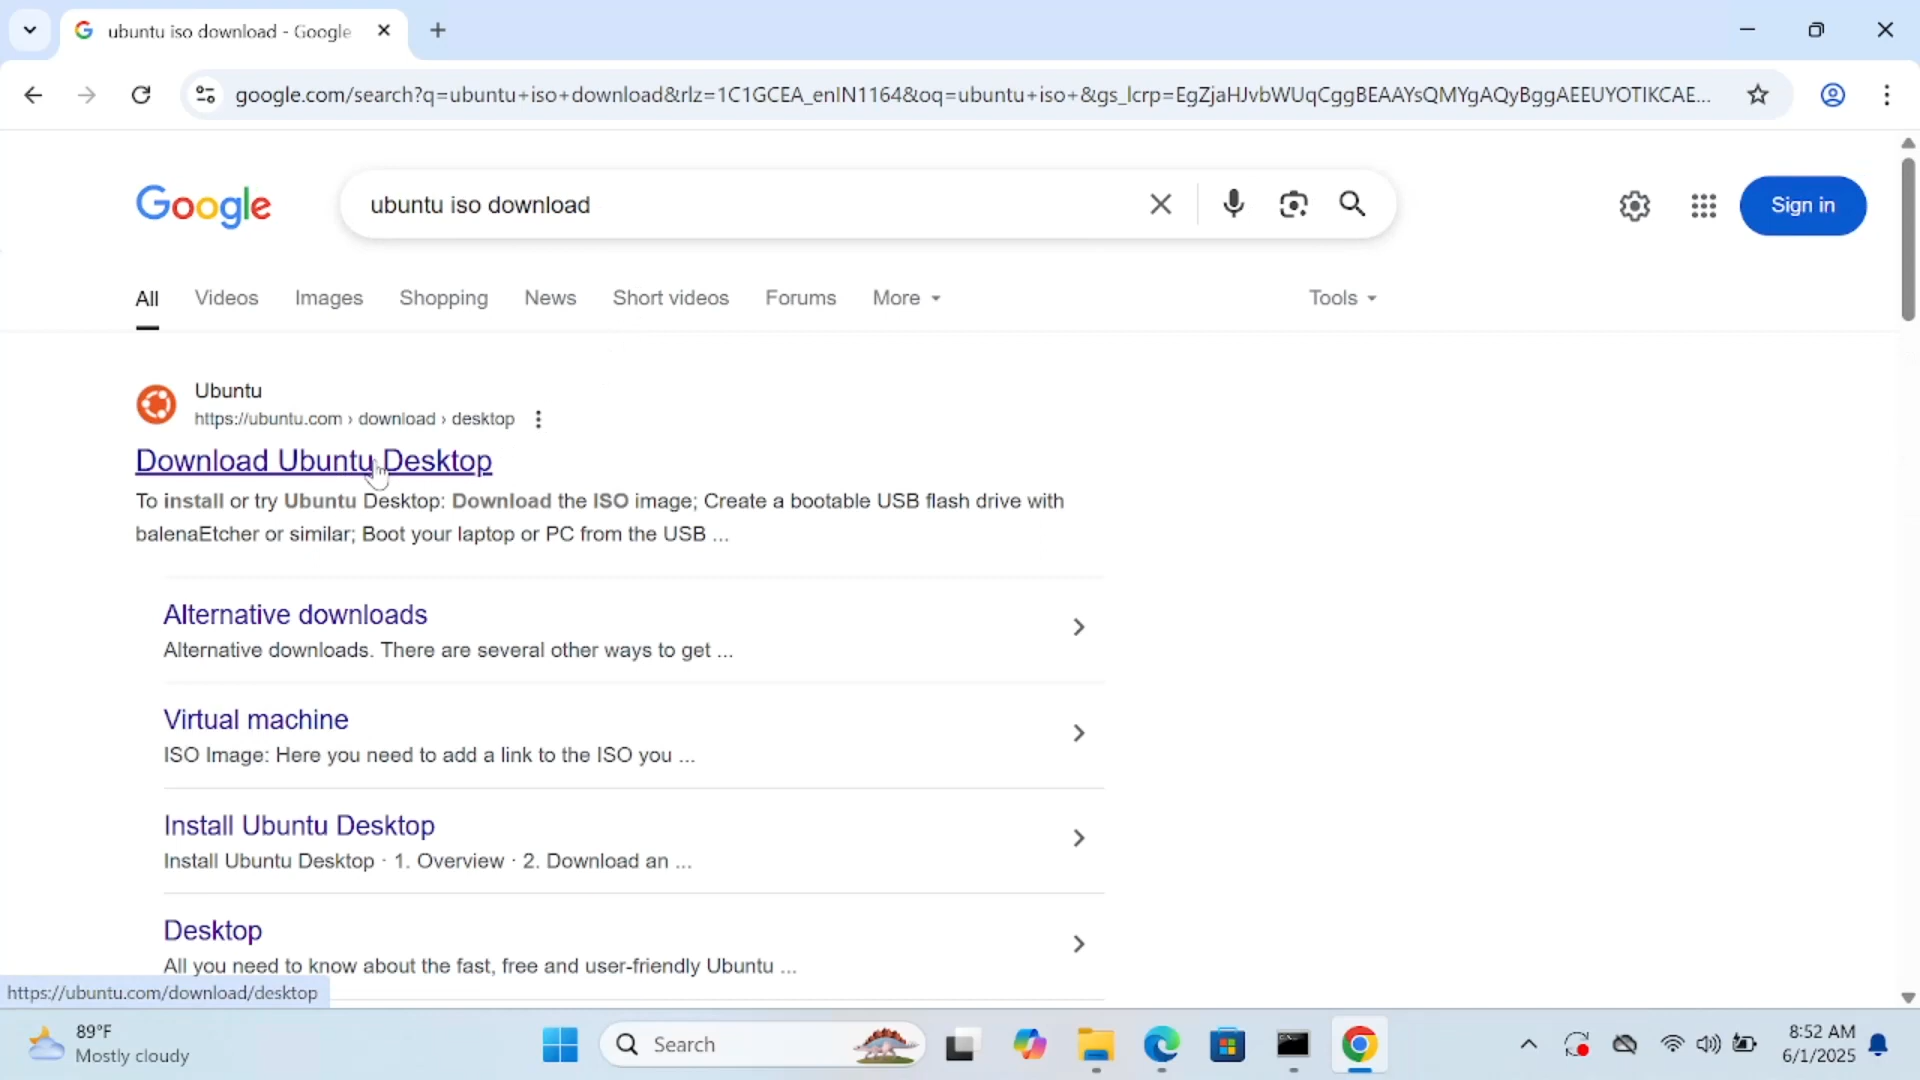 ubuntu iso download - Google
google.com/search?q=ubuntu+iso+download&rlz=1C1GCEA_enIN1164&oq=ubuntu+iso+&gs_lcrp=EgZjaHJvbWUqCggBEAAYsQMYgAQyBggAEEUYOTIKCAE...
Google
ubuntu iso download
Sign in
All Videos Images Shopping News Short videos Forums More Tools
Ubuntu
https://ubuntu.com › download › desktop
Download Ubuntu Desktop
To install or try Ubuntu Desktop: Download the ISO image; Create a bootable USB flash drive with
balenaEtcher or similar; Boot your laptop or PC from the USB ...
Alternative downloads
Alternative downloads. There are several other ways to get ...
Virtual machine
ISO Image: Here you need to add a link to the ISO you ...
Install Ubuntu Desktop
Install Ubuntu Desktop · 1. Overview · 2. Download an ...
Desktop
All you need to know about the fast, free and user-friendly Ubuntu ...
https://ubuntu.com/download/desktop
89°F
Mostly cloudy
Search
8:52 AM
6/1/2025